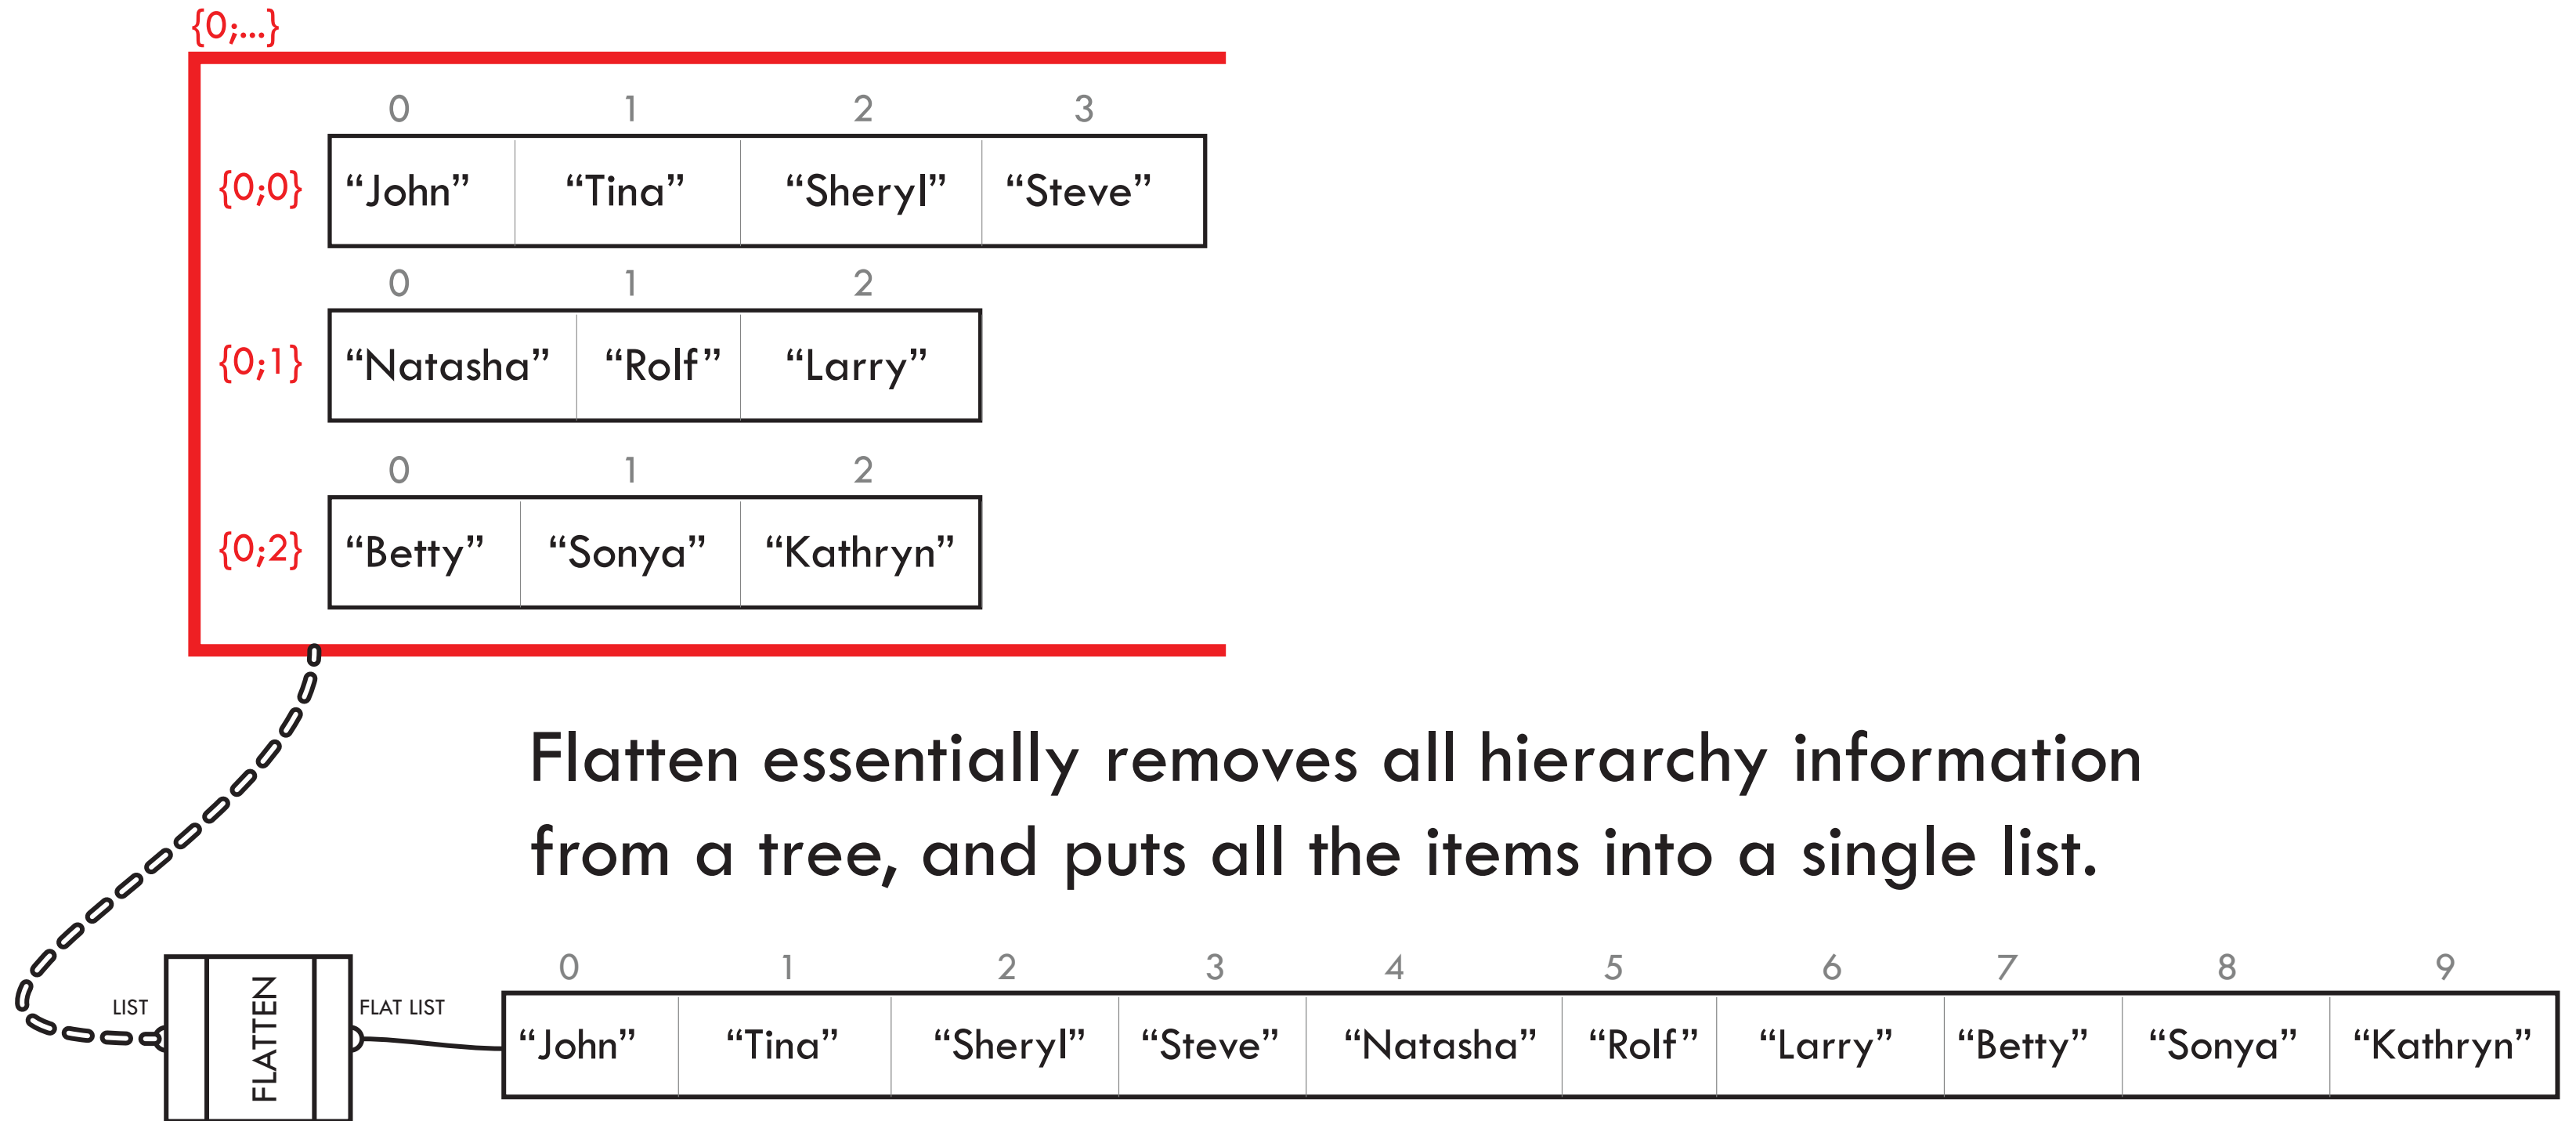 {0;...}
0 1 2 3
{0;0} “John” “Tina” “Sheryl” “Steve”
0 1 2
{0;1} “Natasha” “Rolf” “Larry”
0 1 2
{0;2} “Betty” “Sonya” “Kathryn”
Flatten essentially removes all hierarchy information
from a tree, and puts all the items into a single list.
0 1 2 3 4 5 6 7 8 9
LIST FLATTEN FLAT LIST
“John” “Tina” “Sheryl” “Steve” “Natasha” “Rolf” “Larry” “Betty” “Sonya” “Kathryn”